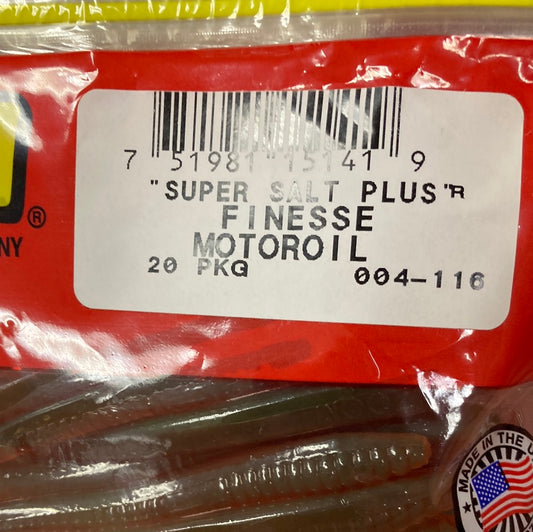 ®
NY
7 51981 15141 9
"SUPER SALT PLUS"R
FINESSE
MOTOROIL
20 PKG 004-116
MADE IN THE U